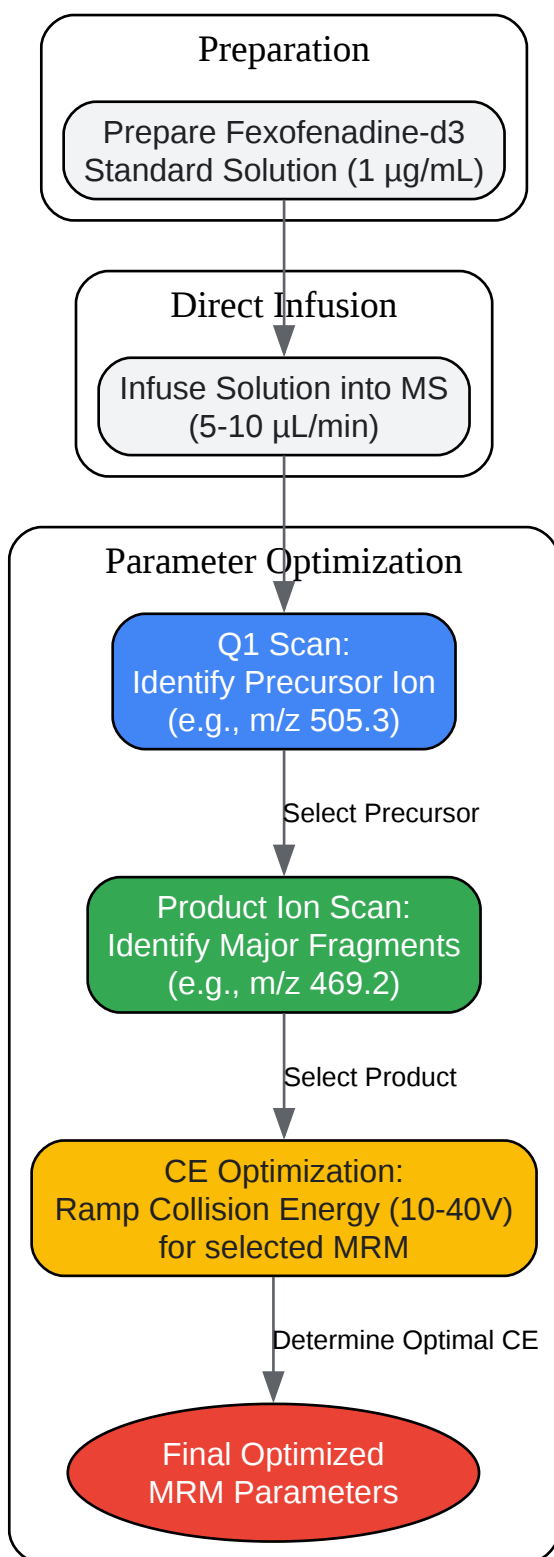 Preparation
Prepare Fexofenadine-d3
Standard Solution (1 µg/mL)
Direct Infusion
Infuse Solution into MS
(5-10 µL/min)
Parameter Optimization
Q1 Scan:
Identify Precursor Ion
(e.g., m/z 505.3)
Select Precursor
Product Ion Scan:
Identify Major Fragments
(e.g., m/z 469.2)
Select Product
CE Optimization:
Ramp Collision Energy (10-40V)
for selected MRM
Determine Optimal CE
Final Optimized
MRM Parameters